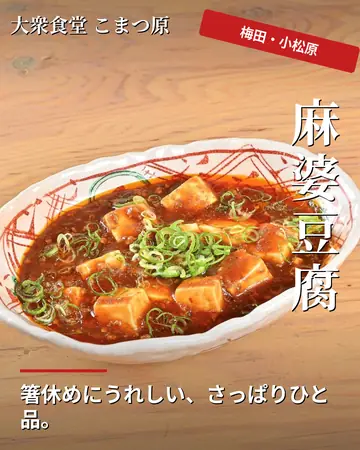 大衆食堂 こまつ原
梅田・小松原
麻婆豆腐
箸休めにうれしい、さっぱりひと
品。